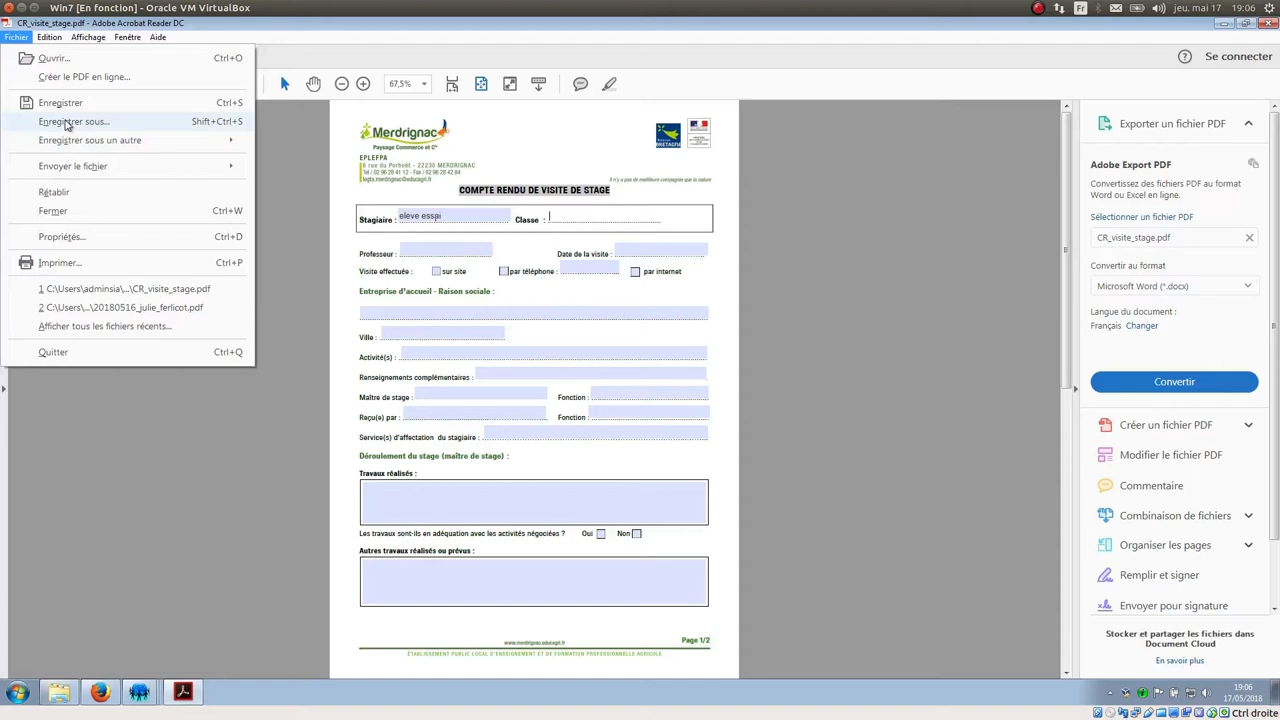 Win7 [En fonction] - Oracle VM VirtualBox
Fr
jeu. mai 17 19:06
CR_visite_stage.pdf - Adobe Acrobat Reader DC
Fichier Edition Affichage Fenêtre Aide
Se connecter
67,5%
Ouvrir... Ctrl+O
Créer le PDF en ligne...
Enregistrer Ctrl+S
Enregistrer sous... Shift+Ctrl+S
Enregistrer sous un autre
Envoyer le fichier
Rétablir
Fermer Ctrl+W
Propriétés... Ctrl+D
Imprimer... Ctrl+P
1 C:\Users\adminsia\...\CR_visite_stage.pdf
2 C:\Users\...\20180516_julie_ferlicot.pdf
Afficher tous les fichiers récents...
Quitter Ctrl+Q
Merdrignac
Paysage Commerce et Cie
BRETAGNE
EPLEFPA
6 rue du Porhoët - 22230 MERDRIGNAC
Tel / 02 96 28 41 12 - Fax / 02 96 28 42 84
legta.merdrignac@educagri.fr
Il n'y a pas de meilleure compagnie que la nature
COMPTE RENDU DE VISITE DE STAGE
Stagiaire : eleve essai Classe :
Professeur : Date de la visite :
Visite effectuée : sur site par téléphone : par internet
Entreprise d'accueil - Raison sociale :
Ville :
Activité(s) :
Renseignements complémentaires :
Maître de stage : Fonction :
Reçu(e) par : Fonction :
Service(s) d'affectation du stagiaire :
Déroulement du stage (maître de stage) :
Travaux réalisés :
Les travaux sont-ils en adéquation avec les activités négociées ? Oui Non
Autres travaux réalisés ou prévus :
www.merdrignac.educagri.fr
Page 1/2
ÉTABLISSEMENT PUBLIC LOCAL D'ENSEIGNEMENT ET DE FORMATION PROFESSIONNELLE AGRICOLE
orter un fichier PDF
Adobe Export PDF
Convertissez des fichiers PDF au format
Word ou Excel en ligne.
Sélectionner un fichier PDF
CR_visite_stage.pdf
Convertir au format
Microsoft Word (*.docx)
Langue du document :
Français Changer
Convertir
Créer un fichier PDF
Modifier le fichier PDF
Commentaire
Combinaison de fichiers
Organiser les pages
Remplir et signer
Envoyer pour signature
Stocker et partager les fichiers dans
Document Cloud
En savoir plus
19:06
17/05/2018
Ctrl droite